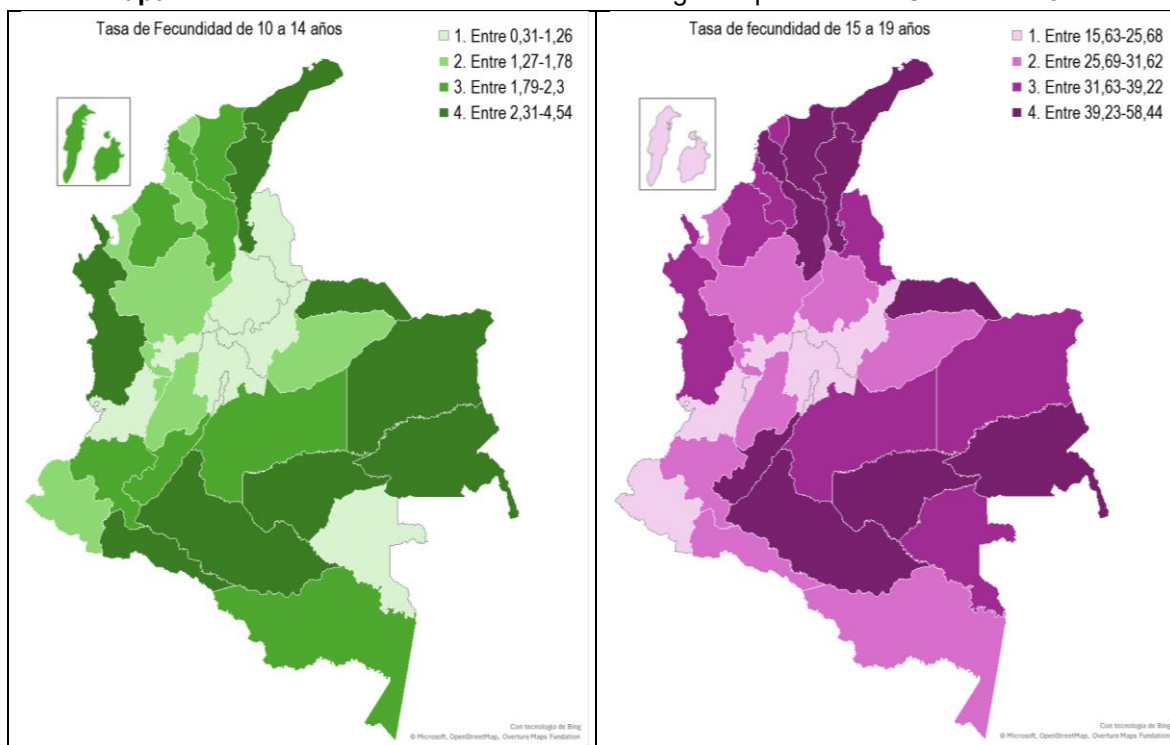 Tasa de Fecundidad de 10 a 14 años
1. Entre 0,31-1,26
2. Entre 1,27-1,78
3. Entre 1,79-2,3
4. Entre 2,31-4,54
Con tecnología de Bing
© Microsoft, OpenStreetMap, Overture Maps Fundation
Tasa de fecundidad de 15 a 19 años
1. Entre 15,63-25,68
2. Entre 25,69-31,62
3. Entre 31,63-39,22
4. Entre 39,23-58,44
Con tecnología de Bing
© Microsoft, OpenStreetMap, Overture Maps Fundation